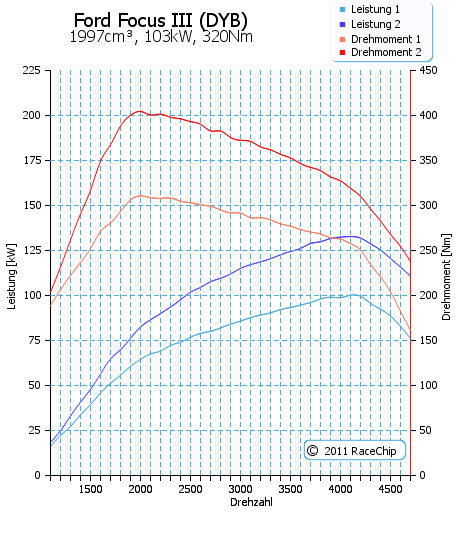 Ford Focus III (DYB)
1997cm³, 103kW, 320Nm
Leistung 1
Leistung 2
Drehmoment 1
Drehmoment 2
225
200
175
150
125
100
75
50
25
0
Leistung [kW]
450
400
350
300
250
200
150
100
50
0
Drehmoment [Nm]
1500 2000 2500 3000 3500 4000 4500
Drehzahl
© 2011 RaceChip